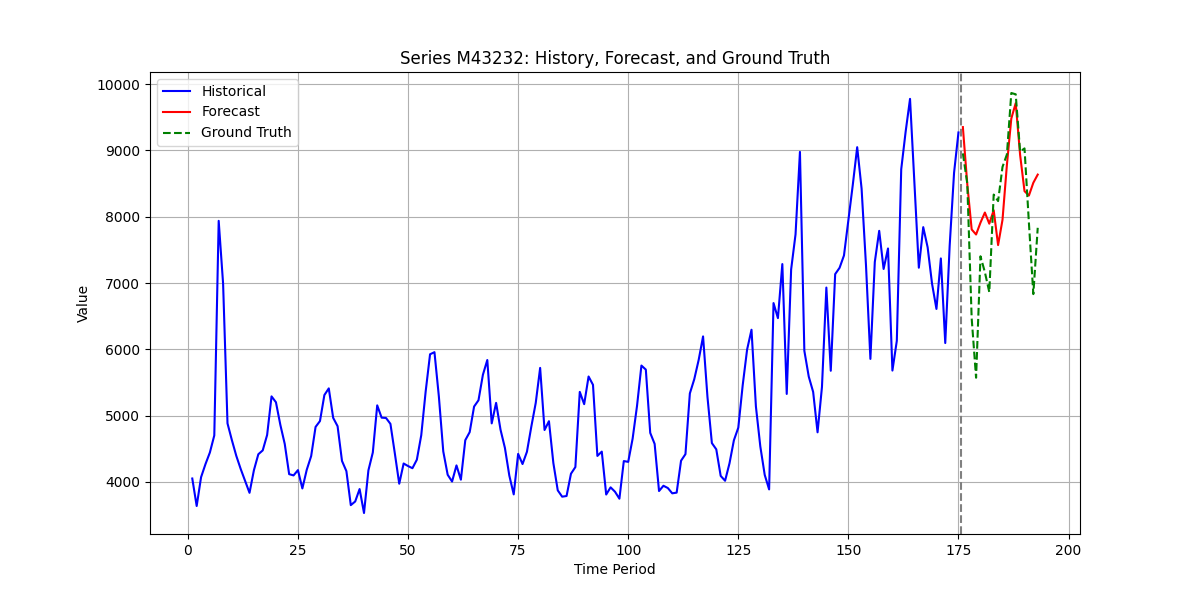 Series M43232: History, Forecast, and Ground Truth
Historical
Forecast
Ground Truth
10000
9000
8000
7000
6000
5000
4000
Value
0 25 50 75 100 125 150 175 200
Time Period